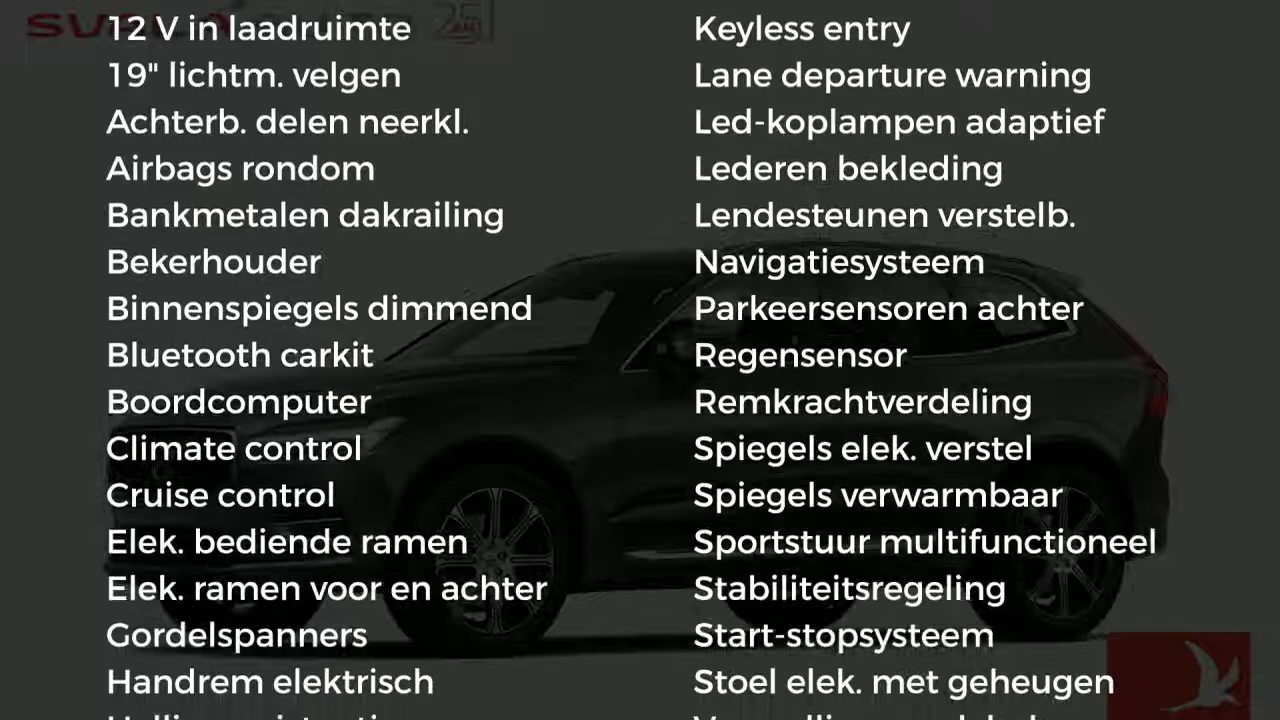 12 V in laadruimte
19" lichtm. velgen
Achterb. delen neerkl.
Airbags rondom
Bankmetalen dakrailing
Bekerhouder
Binnenspiegels dimmend
Bluetooth carkit
Boordcomputer
Climate control
Cruise control
Elek. bediende ramen
Elek. ramen voor en achter
Gordelspanners
Handrem elektrisch
Keyless entry
Lane departure warning
Led-koplampen adaptief
Lederen bekleding
Lendesteunen verstelb.
Navigatiesysteem
Parkeersensoren achter
Regensensor
Remkrachtverdeling
Spiegels elek. verstel
Spiegels verwarmbaar
Sportstuur multifunctioneel
Stabiliteitsregeling
Start-stopsysteem
Stoel elek. met geheugen